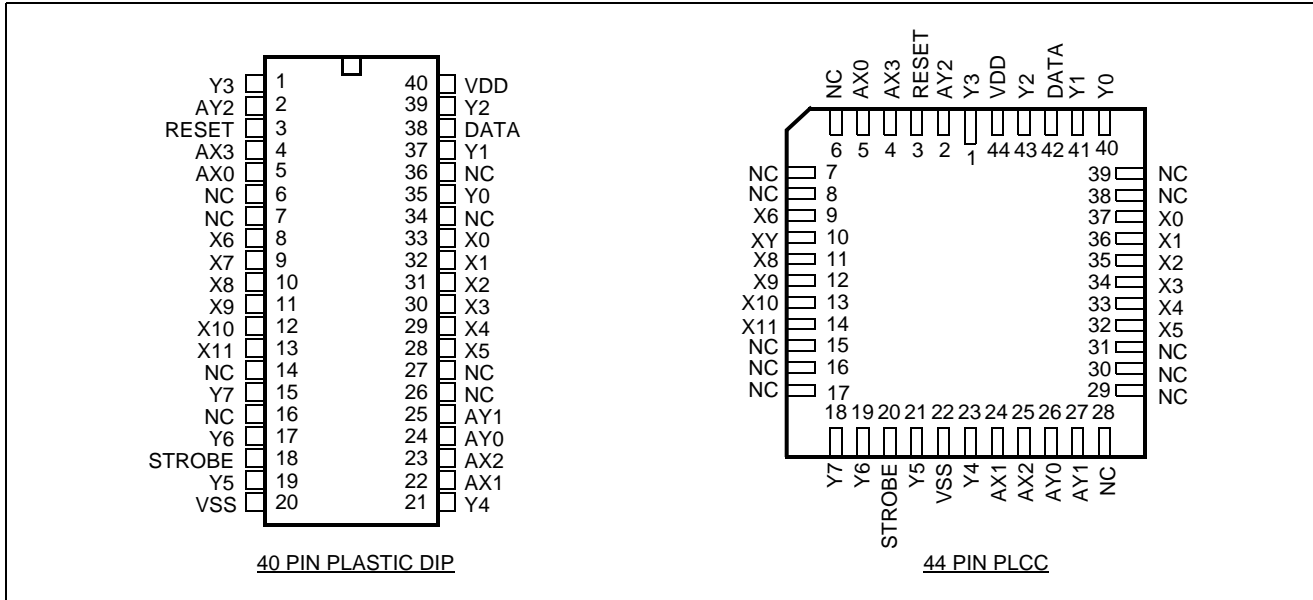 Y3 1 40 VDD
AY2 2 39 Y2
RESET 3 38 DATA
AX3 4 37 Y1
AX0 5 36 NC
NC 6 35 Y0
NC 7 34 NC
X6 8 33 X0
X7 9 32 X1
X8 10 31 X2
X9 11 30 X3
X10 12 29 X4
X11 13 28 X5
NC 14 27 NC
Y7 15 26 NC
NC 16 25 AY1
Y6 17 24 AY0
STROBE 18 23 AX2
Y5 19 22 AX1
VSS 20 21 Y4
40 PIN PLASTIC DIP
NC AX0 AX3 RESET AY2 Y3 VDD Y2 DATA Y1 Y0
6 5 4 3 2 1 44 43 42 41 40
NC 7 39 NC
NC 8 38 NC
X6 9 37 X0
XY 10 36 X1
X8 11 35 X2
X9 12 34 X3
X10 13 33 X4
X11 14 32 X5
NC 15 31 NC
NC 16 30 NC
NC 17 29 NC
18 19 20 21 22 23 24 25 26 27 28
Y7 Y6 STROBE Y5 VSS Y4 AX1 AX2 AY0 AY1 NC
44 PIN PLCC